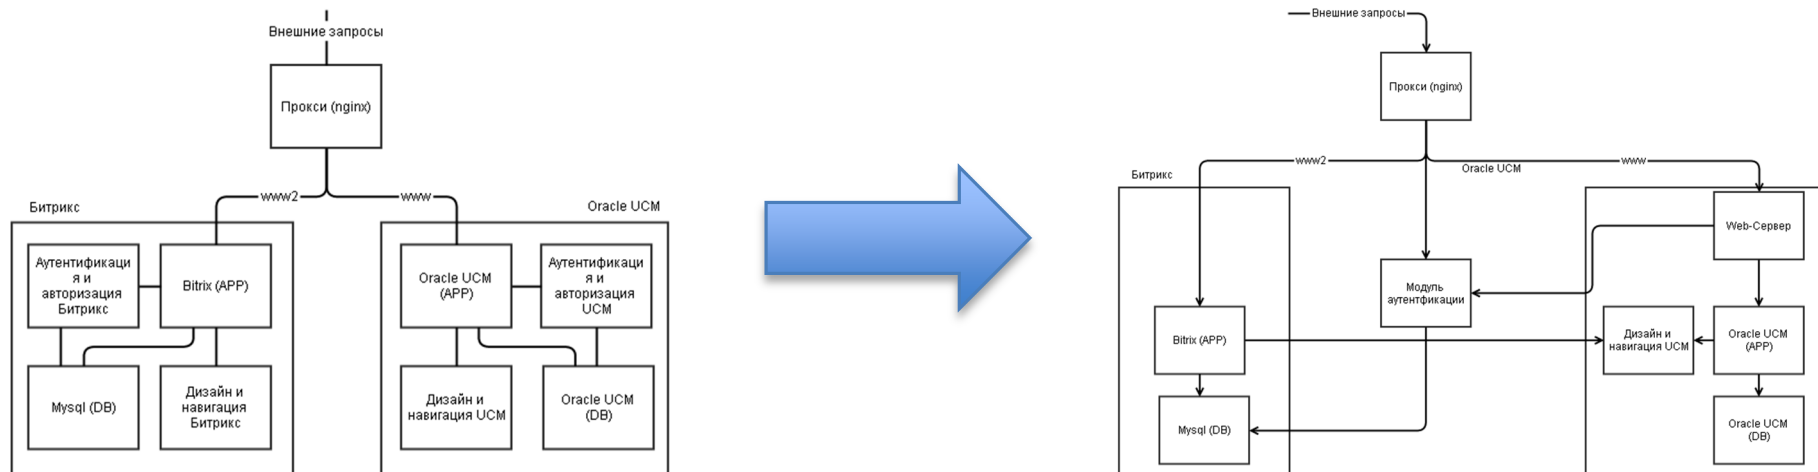 Внешние запросы
Прокси (nginx)
www2
www
Битрикс
Oracle UCM
Аутентификаци
я и
авторизация
Битрикс
Bitrix (APP)
Oracle UCM
(APP)
Аутентификаци
я и
авторизация
UCM
Mysql (DB)
Дизайн и
навигация
Битрикс
Дизайн и
навигация UCM
Oracle UCM
(DB)
Внешние запросы
Прокси (nginx)
www2
www
Oracle UCM
Битрикс
Web-Сервер
Модуль
аутентфикации
Bitrix (APP)
Дизайн и
навигация UCM
Oracle UCM
(APP)
Mysql (DB)
Oracle UCM
(DB)